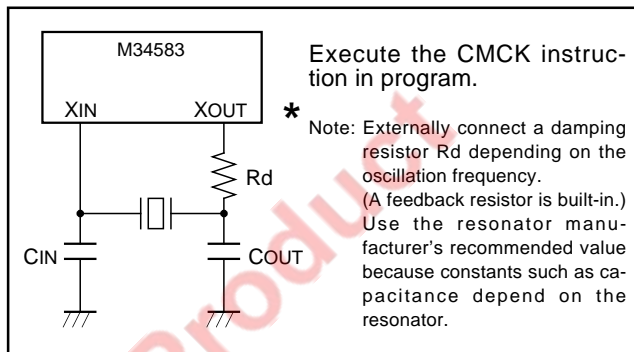 M34583
XIN
XOUT
Rd
CIN
COUT
*
Execute the CMCK instruc-
tion in program.
Note: Externally connect a damping
resistor Rd depending on the
oscillation frequency.
(A feedback resistor is built-in.)
Use the resonator manu-
facturer's recommended value
because constants such as ca-
pacitance depend on the
resonator.
Product